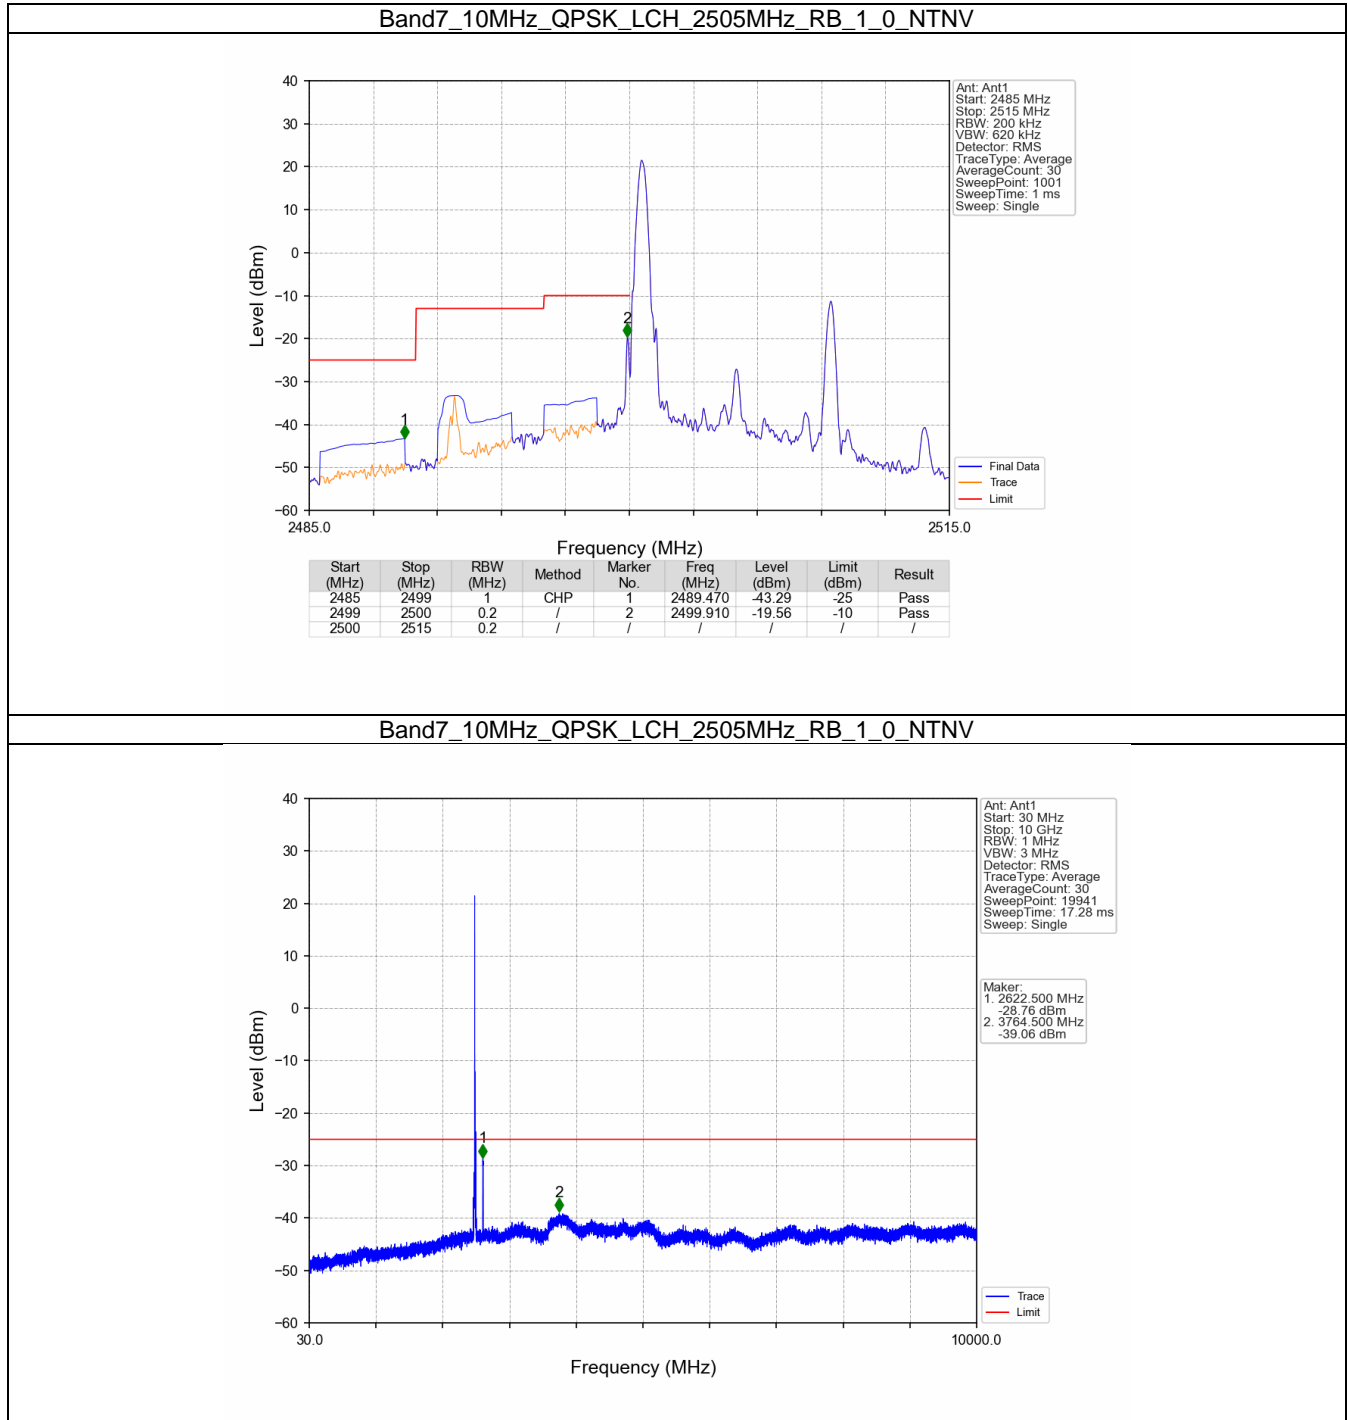 Band7_10MHz_QPSK_LCH_2505MHz_RB_1_0_NTNV
40
30
20
10
0
−10
−20
−30
−40
−50
−60
Level (dBm)
1
2
2485.0
2515.0
Frequency (MHz)
Ant: Ant1
Start: 2485 MHz
Stop: 2515 MHz
RBW: 200 kHz
VBW: 620 kHz
Detector: RMS
TraceType: Average
AverageCount: 30
SweepPoint: 1001
SweepTime: 1 ms
Sweep: Single
Final Data
Trace
Limit
Start (MHz) Stop (MHz) RBW (MHz) Method Marker No. Freq (MHz) Level (dBm) Limit (dBm) Result
2485 2499 1 CHP 1 2489.470 -43.29 -25 Pass
2499 2500 0.2 / 2 2499.910 -19.56 -10 Pass
2500 2515 0.2 / / / / / /
Band7_10MHz_QPSK_LCH_2505MHz_RB_1_0_NTNV
40
30
20
10
0
−10
−20
−30
−40
−50
−60
Level (dBm)
1
2
30.0
10000.0
Frequency (MHz)
Ant: Ant1
Start: 30 MHz
Stop: 10 GHz
RBW: 1 MHz
VBW: 3 MHz
Detector: RMS
TraceType: Average
AverageCount: 30
SweepPoint: 19941
SweepTime: 17.28 ms
Sweep: Single
Maker:
1. 2622.500 MHz
-28.76 dBm
2. 3764.500 MHz
-39.06 dBm
Trace
Limit